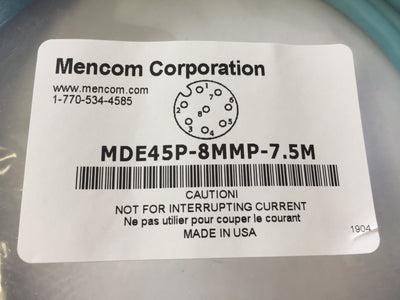 Mencom Corporation
www.mencom.com
1-770-534-4585
1
7
2
6
8
3
5
4
MDE45P-8MMP-7.5M
CAUTION!
NOT FOR INTERRUPTING CURRENT
Ne pas utilier pour couper le courant
MADE IN USA
1904